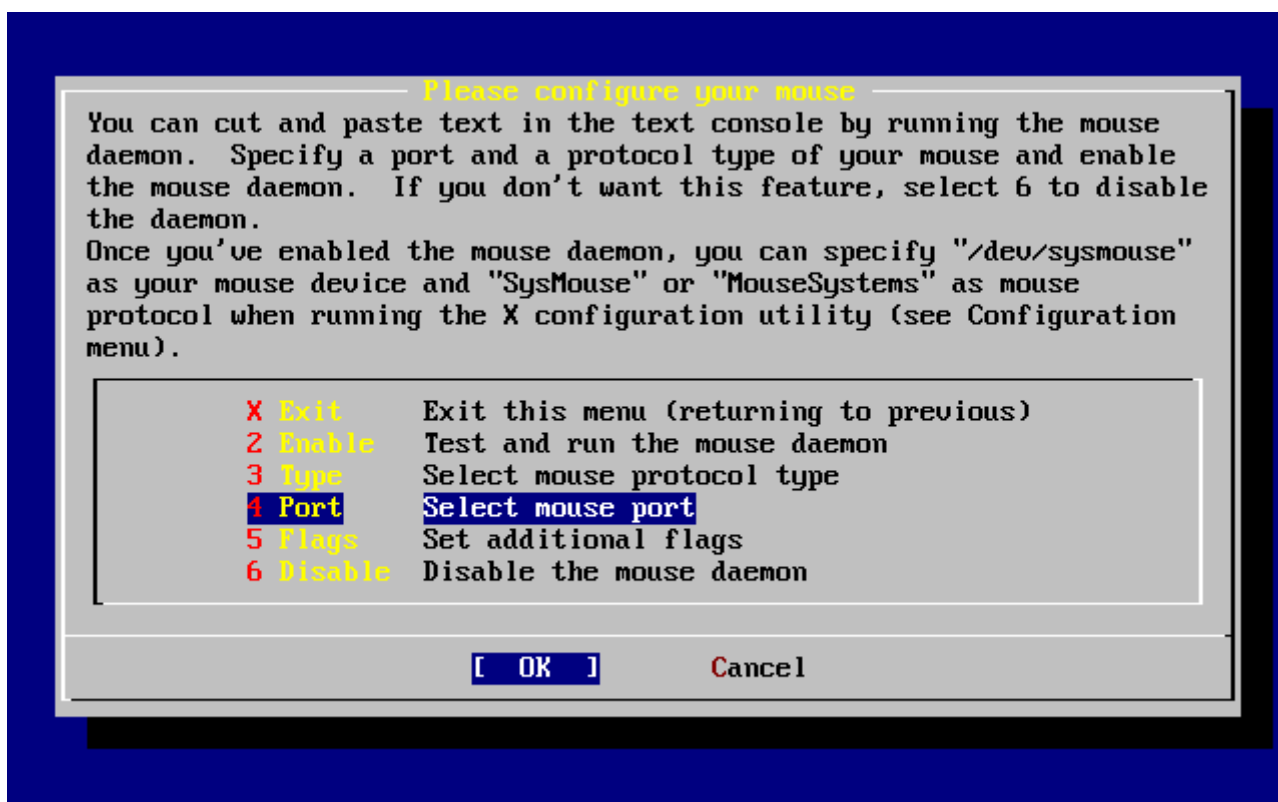 Please configure your mouse
You can cut and paste text in the text console by running the mouse
daemon.  Specify a port and a protocol type of your mouse and enable
the mouse daemon.  If you don't want this feature, select 6 to disable
the daemon.
Once you've enabled the mouse daemon, you can specify "/dev/sysmouse"
as your mouse device and "SysMouse" or "MouseSystems" as mouse
protocol when running the X configuration utility (see Configuration
menu).
X Exit     Exit this menu (returning to previous)
2 Enable   Test and run the mouse daemon
3 Type     Select mouse protocol type
4 Port     Select mouse port
5 Flags    Set additional flags
6 Disable  Disable the mouse daemon
[  OK  ]       Cancel